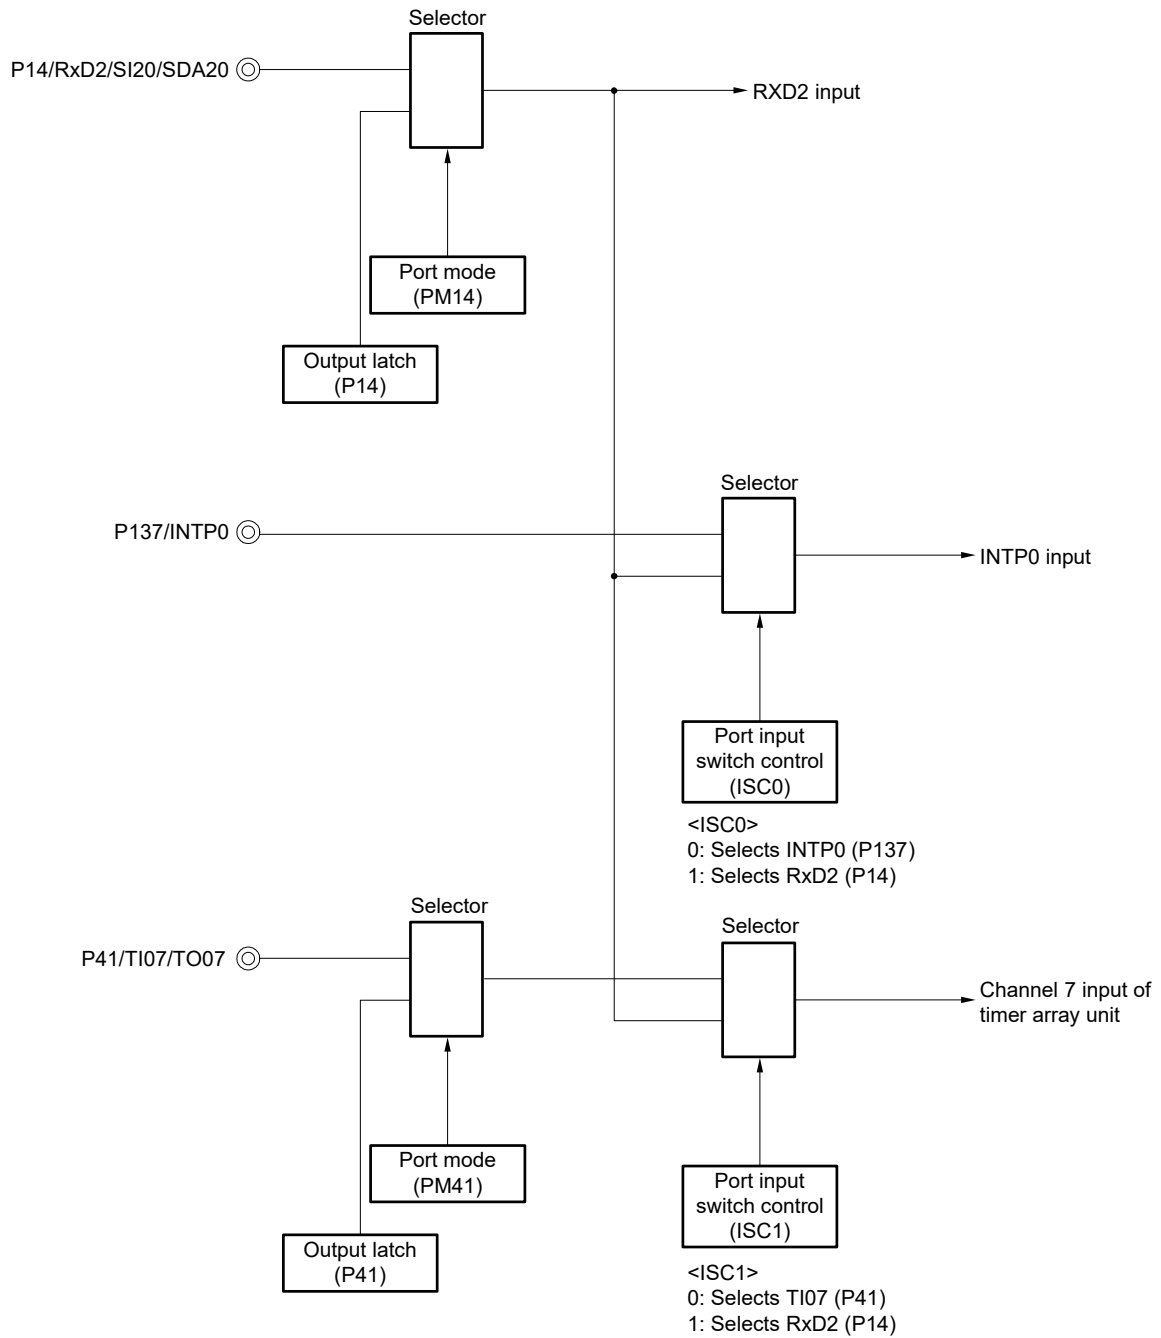 Selector
P14/RxD2/SI20/SDA20
RXD2 input
Port mode
(PM14)
Output latch
(P14)
Selector
P137/INTP0
INTP0 input
Port input
switch control
(ISC0)
<ISC0>
0: Selects INTP0 (P137)
1: Selects RxD2 (P14)
Selector
Selector
P41/TI07/TO07
Channel 7 input of
timer array unit
Port mode
(PM41)
Port input
switch control
(ISC1)
Output latch
(P41)
<ISC1>
0: Selects TI07 (P41)
1: Selects RxD2 (P14)